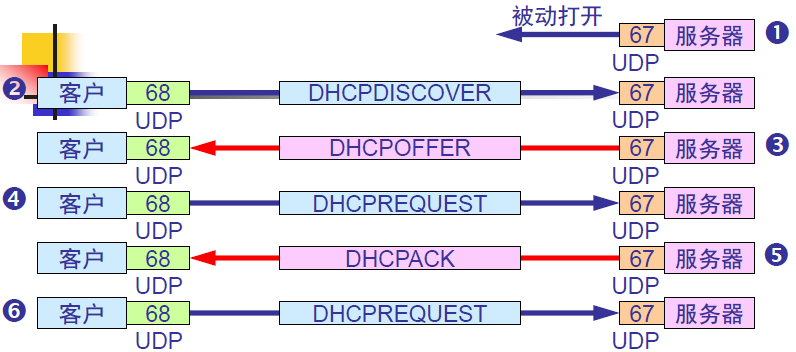 被动打开
67 服务器 ❶
UDP
❷ 客户 68 DHCPDISCOVER 67 服务器
UDP UDP
客户 68 DHCPOFFER 67 服务器 ❸
UDP UDP
❹ 客户 68 DHCPREQUEST 67 服务器
UDP UDP
客户 68 DHCPACK 67 服务器 ❺
UDP UDP
❻ 客户 68 DHCPREQUEST 67 服务器
UDP UDP